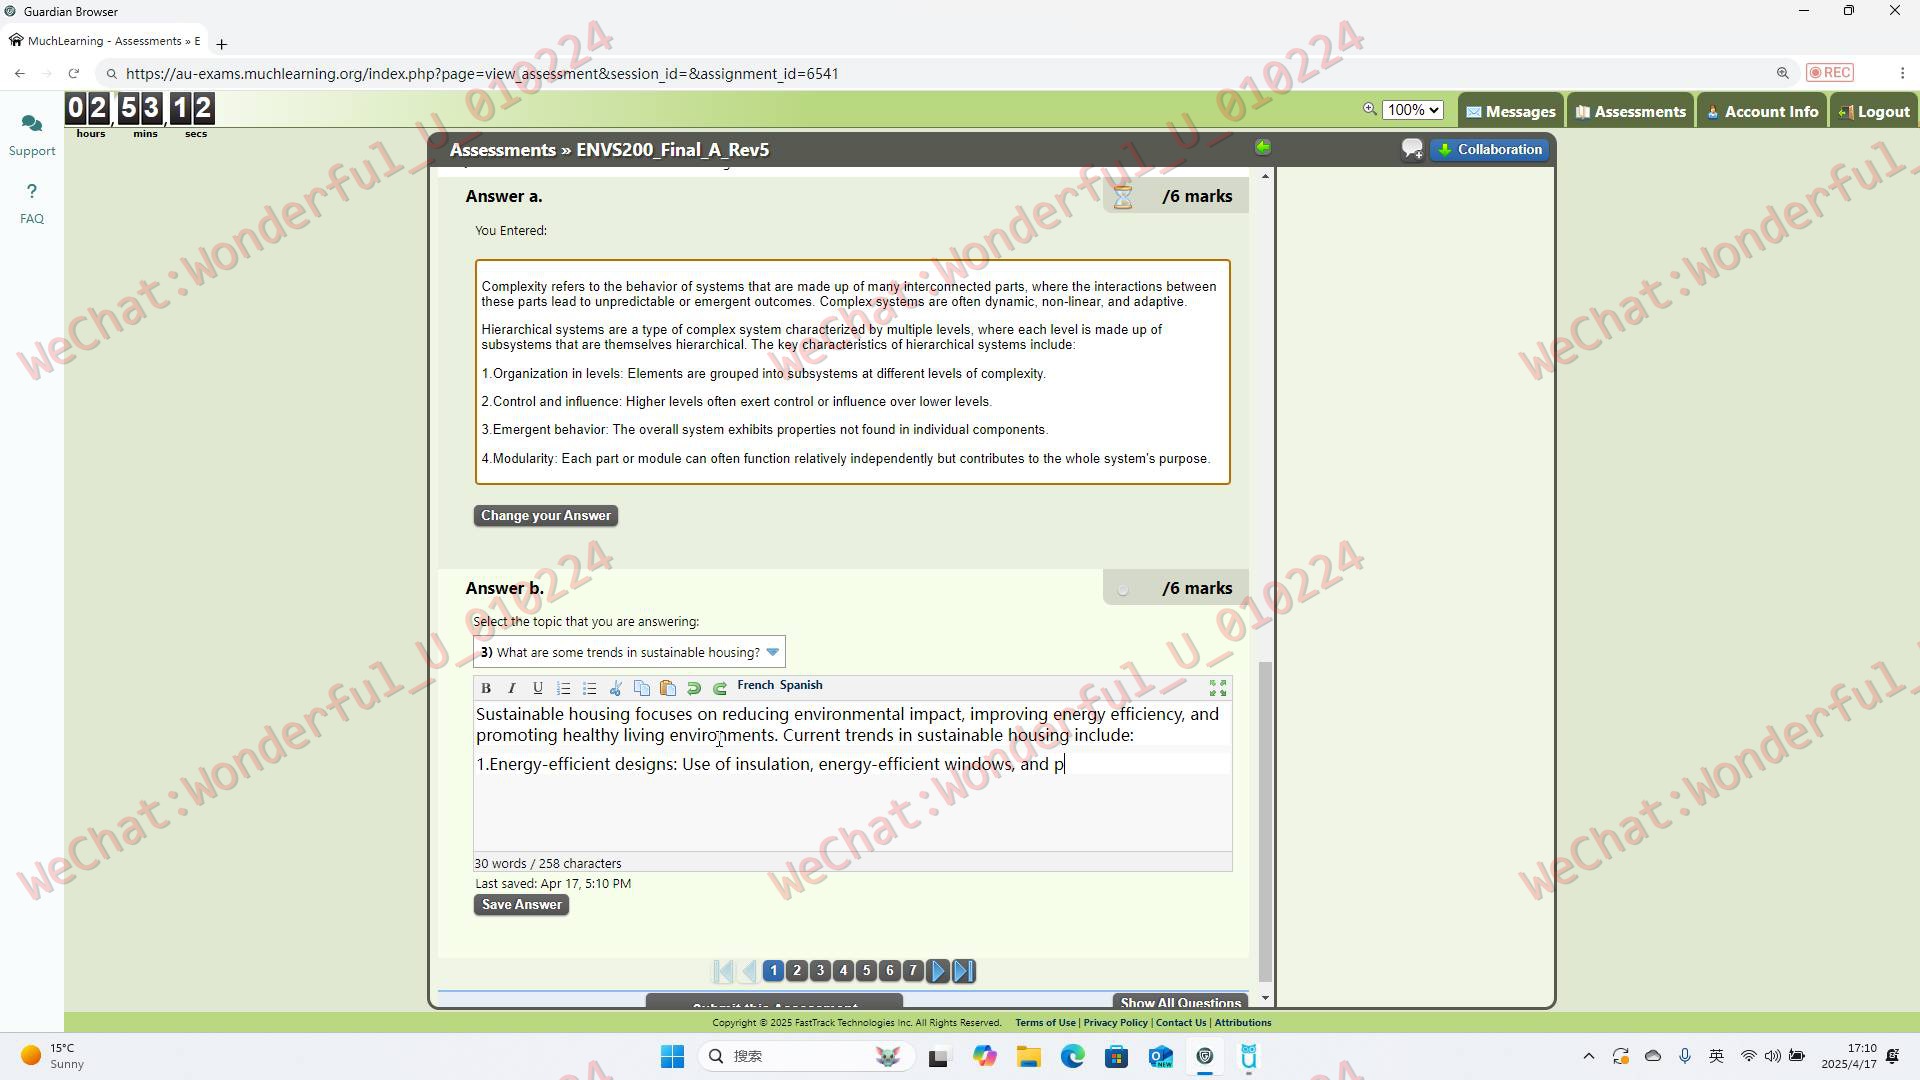 Guardian Browser
MuchLearning - Assessments » E
https://au-exams.muchlearning.org/index.php?page=view_assessment&session_id=&assignment_id=6541
REC
Support
FAQ
02, 53, 12
hours mins secs
100%
Messages
Assessments
Account Info
Logout
Assessments » ENVS200_Final_A_Rev5
Collaboration
Answer a.
/6 marks
You Entered:
Complexity refers to the behavior of systems that are made up of many interconnected parts, where the interactions between
these parts lead to unpredictable or emergent outcomes. Complex systems are often dynamic, non-linear, and adaptive.
Hierarchical systems are a type of complex system characterized by multiple levels, where each level is made up of
subsystems that are themselves hierarchical. The key characteristics of hierarchical systems include:
1.Organization in levels: Elements are grouped into subsystems at different levels of complexity.
2.Control and influence: Higher levels often exert control or influence over lower levels.
3.Emergent behavior: The overall system exhibits properties not found in individual components.
4.Modularity: Each part or module can often function relatively independently but contributes to the whole system's purpose.
Change your Answer
Answer b.
/6 marks
Select the topic that you are answering:
3) What are some trends in sustainable housing?
B I U French Spanish
Sustainable housing focuses on reducing environmental impact, improving energy efficiency, and
promoting healthy living environments. Current trends in sustainable housing include:
1.Energy-efficient designs: Use of insulation, energy-efficient windows, and p
30 words / 258 characters
Last saved: Apr 17, 5:10 PM
Save Answer
1 2 3 4 5 6 7
Submit this Assessment
Show All Questions
Copyright © 2025 FastTrack Technologies Inc. All Rights Reserved. Terms of Use | Privacy Policy | Contact Us | Attributions
15°C
Sunny
搜索
英
17:10
2025/4/17
WeChat:Wonderful_U_010224
WeChat:Wonderful_U_010224
WeChat:Wonderful_
WeChat:Wonderful_U_010224
WeChat:Wonderful_U_010224
WeChat:Wonderful_